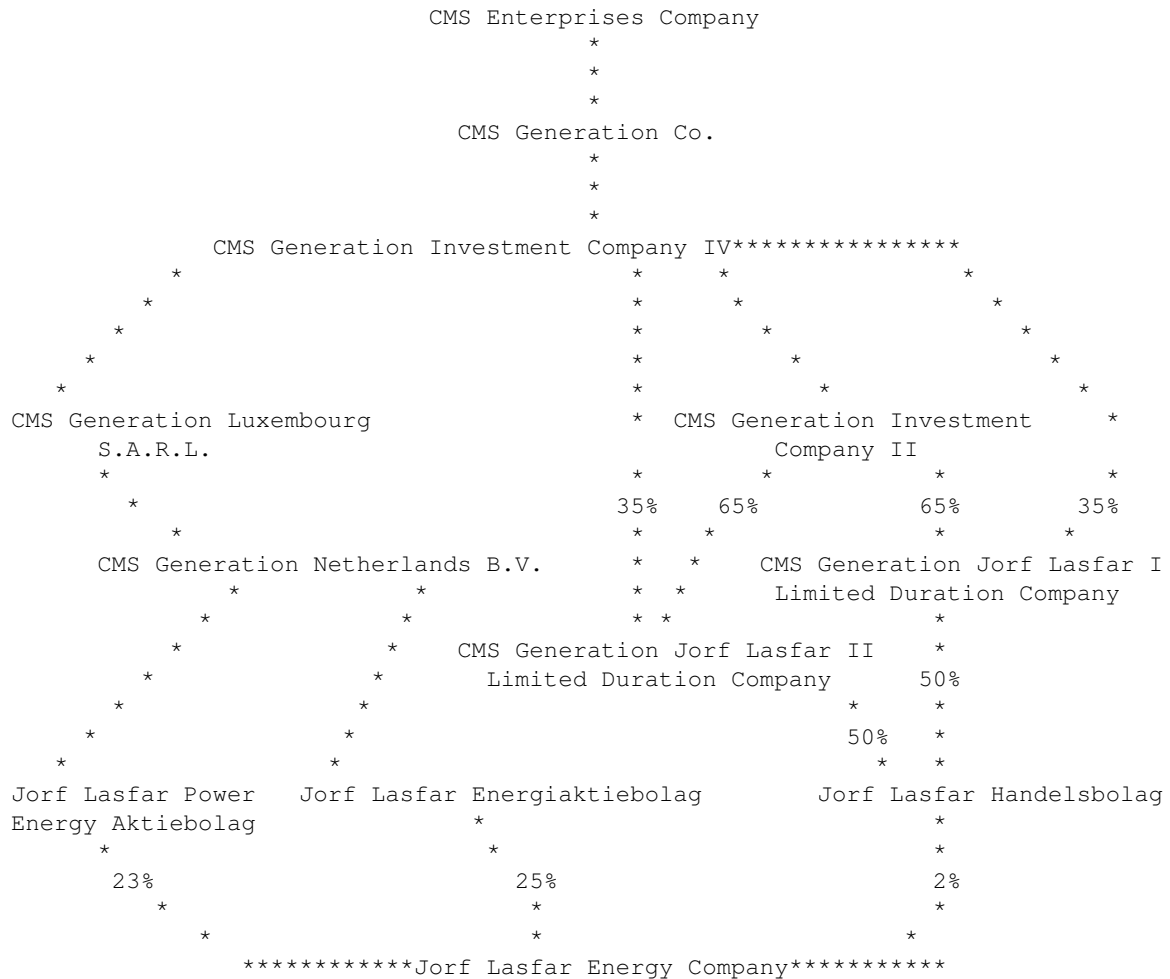 CMS Enterprises Company
*
*
*
CMS Generation Co.
*
*
*
CMS Generation Investment Company IV****************
* * * *
* * * *
* * * *
* * * *
* * * *
CMS Generation Luxembourg * CMS Generation Investment *
S.A.R.L. Company II
* * * * *
* 35% 65% 65% 35%
* * * * *
CMS Generation Netherlands B.V. * * CMS Generation Jorf Lasfar I
* * * * Limited Duration Company
* * * * *
* * CMS Generation Jorf Lasfar II *
* * Limited Duration Company 50%
* * * *
* * 50% *
* * * *
Jorf Lasfar Power Jorf Lasfar Energiaktiebolag Jorf Lasfar Handelsbolag
Energy Aktiebolag * *
* * *
23% 25% 2%
* * *
* * *
************Jorf Lasfar Energy Company***********